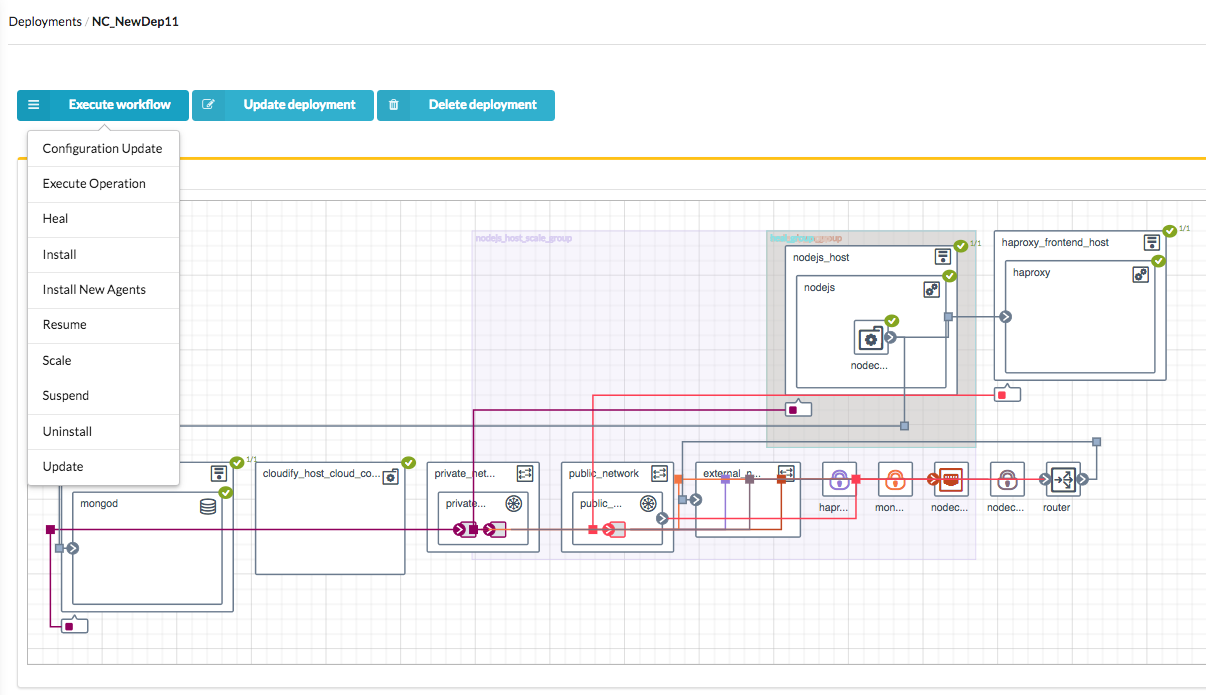 Deployments / NC_NewDep11
Execute workflow
Update deployment
Delete deployment
Configuration Update
Execute Operation
Heal
Install
Install New Agents
Resume
Scale
Suspend
Uninstall
Update
nodejs_host_scale_group
nodejs_host
1/1
nodejs
nodec...
haproxy_frontend_host
1/1
haproxy
1/1
mongod
cloudify_host_cloud_co...
private_net...
private...
public_network
public_...
external_n...
hapr...
mon...
nodec...
nodec...
router